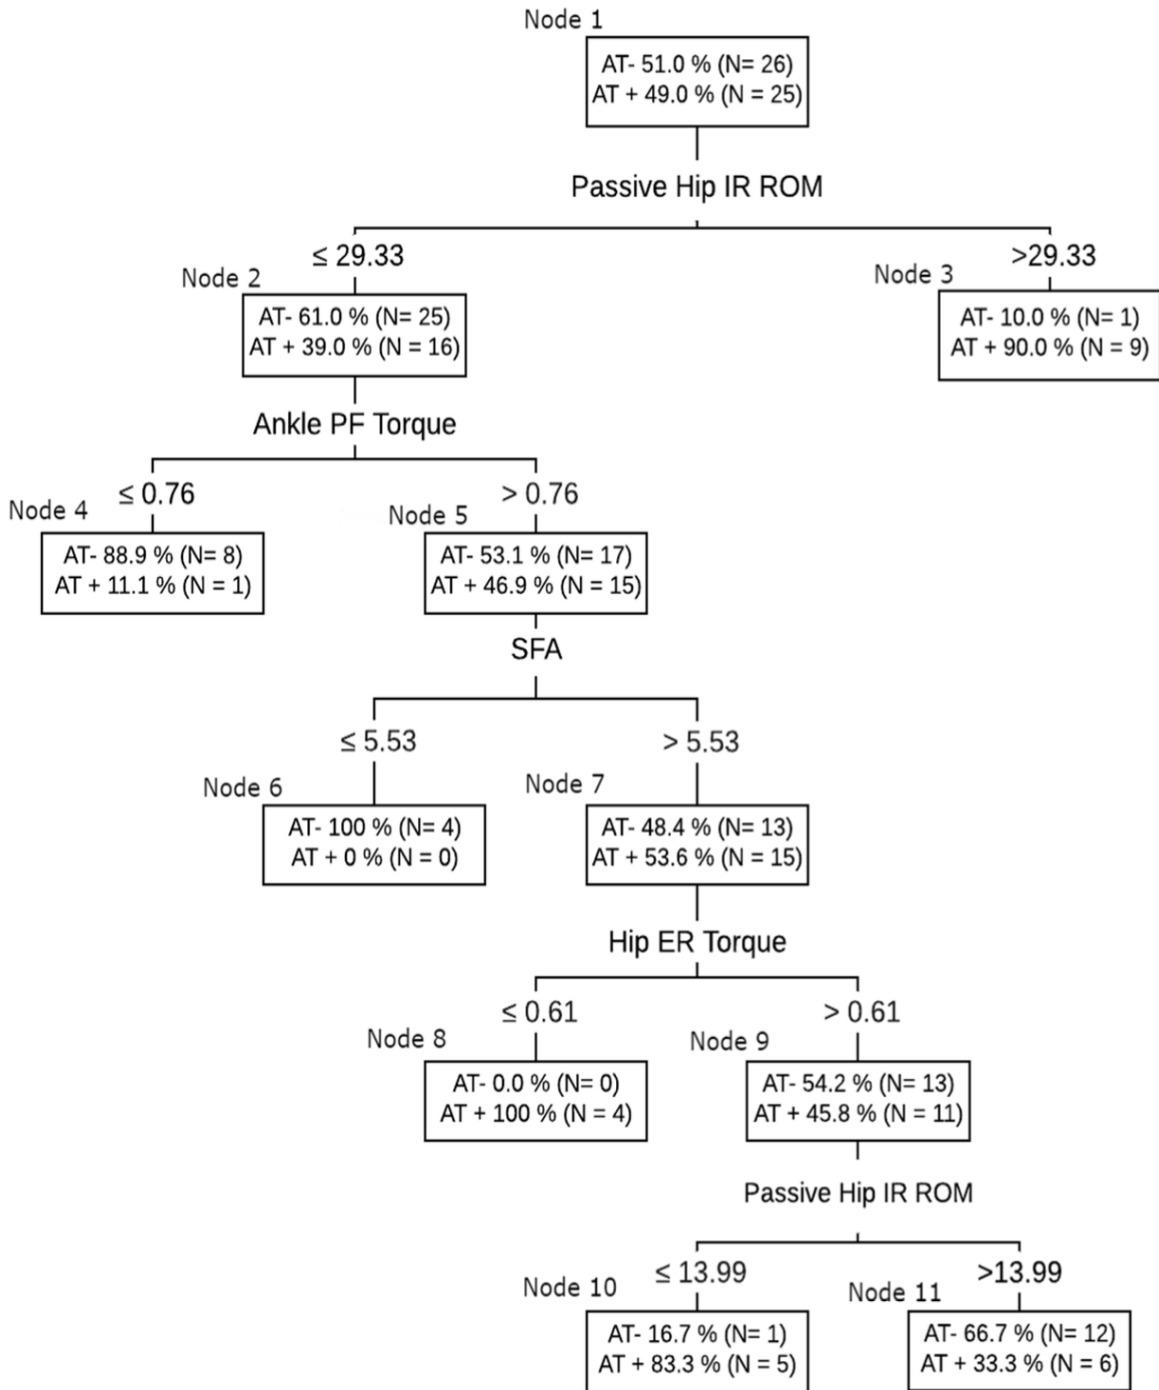 Node 1
AT- 51.0 % (N= 26)
AT + 49.0 % (N = 25)
Passive Hip IR ROM
≤ 29.33
>29.33
Node 2
Node 3
AT- 61.0 % (N= 25)
AT + 39.0 % (N = 16)
AT- 10.0 % (N= 1)
AT + 90.0 % (N = 9)
Ankle PF Torque
≤ 0.76
> 0.76
Node 4
Node 5
AT- 88.9 % (N= 8)
AT + 11.1 % (N = 1)
AT- 53.1 % (N= 17)
AT + 46.9 % (N = 15)
SFA
≤ 5.53
> 5.53
Node 6
Node 7
AT- 100 % (N= 4)
AT + 0 % (N = 0)
AT- 48.4 % (N= 13)
AT + 53.6 % (N = 15)
Hip ER Torque
≤ 0.61
> 0.61
Node 8
Node 9
AT- 0.0 % (N= 0)
AT + 100 % (N = 4)
AT- 54.2 % (N= 13)
AT + 45.8 % (N = 11)
Passive Hip IR ROM
≤ 13.99
>13.99
Node 10
Node 11
AT- 16.7 % (N= 1)
AT + 83.3 % (N = 5)
AT- 66.7 % (N= 12)
AT + 33.3 % (N = 6)